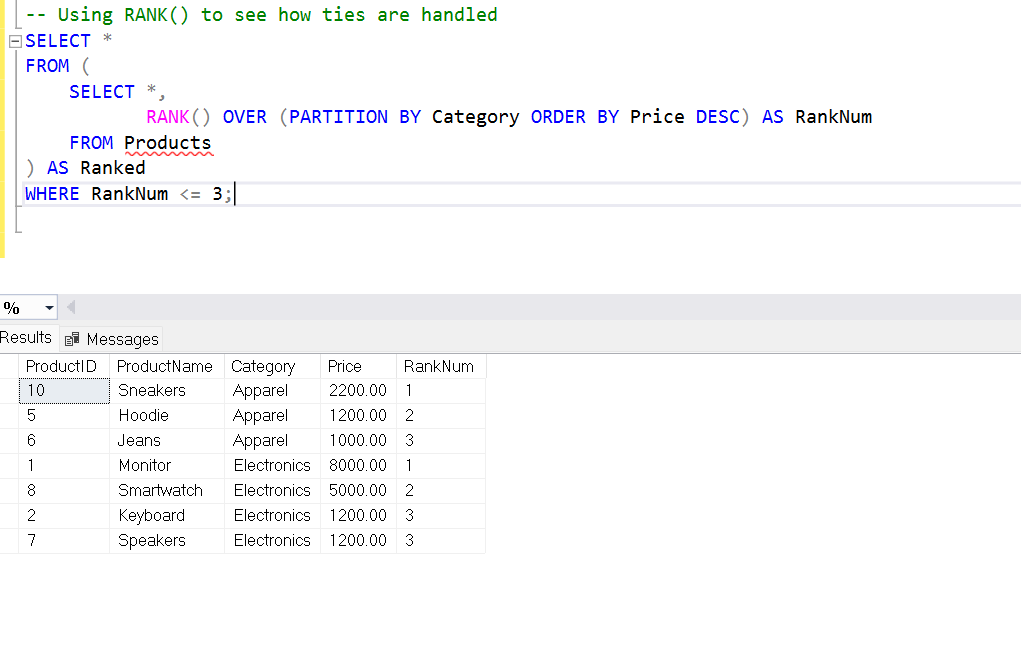 -- Using RANK() to see how ties are handled
SELECT *
FROM (
SELECT *,
RANK() OVER (PARTITION BY Category ORDER BY Price DESC) AS RankNum
FROM Products
) AS Ranked
WHERE RankNum <= 3;
%
Results Messages
ProductID ProductName Category Price RankNum
10 Sneakers Apparel 2200.00 1
5 Hoodie Apparel 1200.00 2
6 Jeans Apparel 1000.00 3
1 Monitor Electronics 8000.00 1
8 Smartwatch Electronics 5000.00 2
2 Keyboard Electronics 1200.00 3
7 Speakers Electronics 1200.00 3